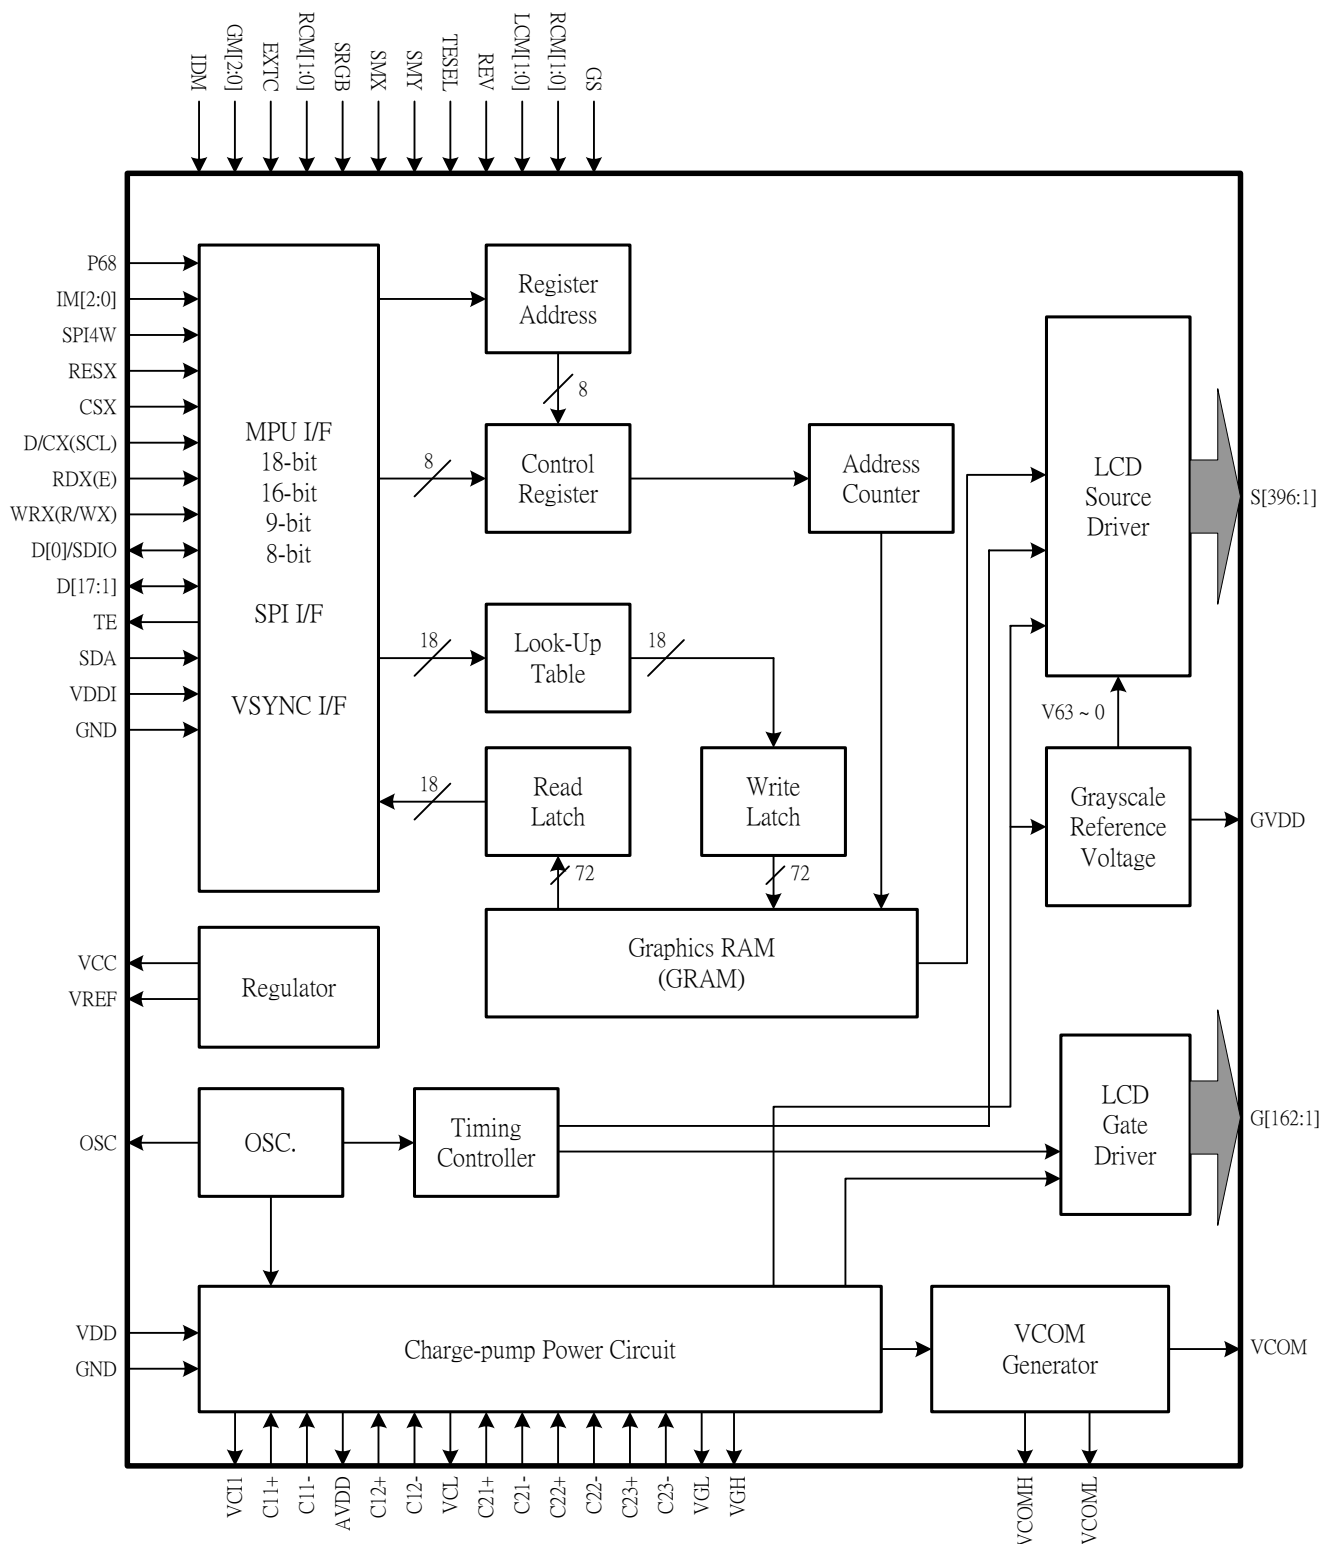 IDM
GM[2:0]
EXTC
RCM[1:0]
SRGB
SMX
SMY
TESEL
REV
LCM[1:0]
RCM[1:0]
GS
P68
IM[2:0]
SPI4W
RESX
CSX
D/CX(SCL)
RDX(E)
WRX(R/WX)
D[0]/SDIO
D[17:1]
TE
SDA
VDDI
GND
MPU I/F
18-bit
16-bit
9-bit
8-bit
SPI I/F
VSYNC I/F
Register
Address
8
8
Control
Register
Address
Counter
LCD
Source
Driver
S[396:1]
18
Look-Up
Table
18
V63 ~ 0
18
Read
Latch
Write
Latch
Grayscale
Reference
Voltage
GVDD
72
72
Graphics RAM
(GRAM)
VCC
VREF
Regulator
OSC
OSC.
Timing
Controller
LCD
Gate
Driver
G[162:1]
VDD
GND
Charge-pump Power Circuit
VCOM
Generator
VCOM
VCI1
C11+
C11-
AVDD
C12+
C12-
VCL
C21+
C21-
C22+
C22-
C23+
C23-
VGL
VGH
VCOMH
VCOML